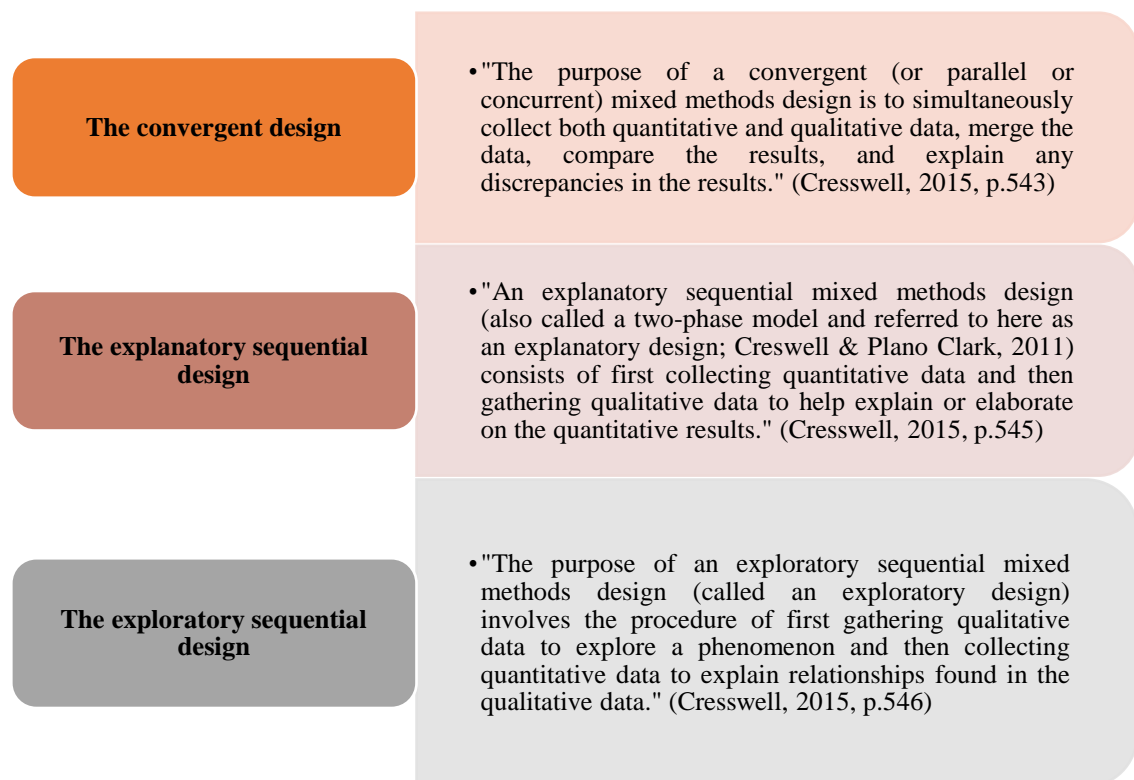 The convergent design
•"The purpose of a convergent (or parallel or
concurrent) mixed methods design is to simultaneously
collect both quantitative and qualitative data, merge the
data, compare the results, and explain any
discrepancies in the results." (Cresswell, 2015, p.543)
The explanatory sequential
design
•"An explanatory sequential mixed methods design
(also called a two-phase model and referred to here as
an explanatory design; Creswell & Plano Clark, 2011)
consists of first collecting quantitative data and then
gathering qualitative data to help explain or elaborate
on the quantitative results." (Cresswell, 2015, p.545)
The exploratory sequential
design
•"The purpose of an exploratory sequential mixed
methods design (called an exploratory design)
involves the procedure of first gathering qualitative
data to explore a phenomenon and then collecting
quantitative data to explain relationships found in the
qualitative data." (Cresswell, 2015, p.546)